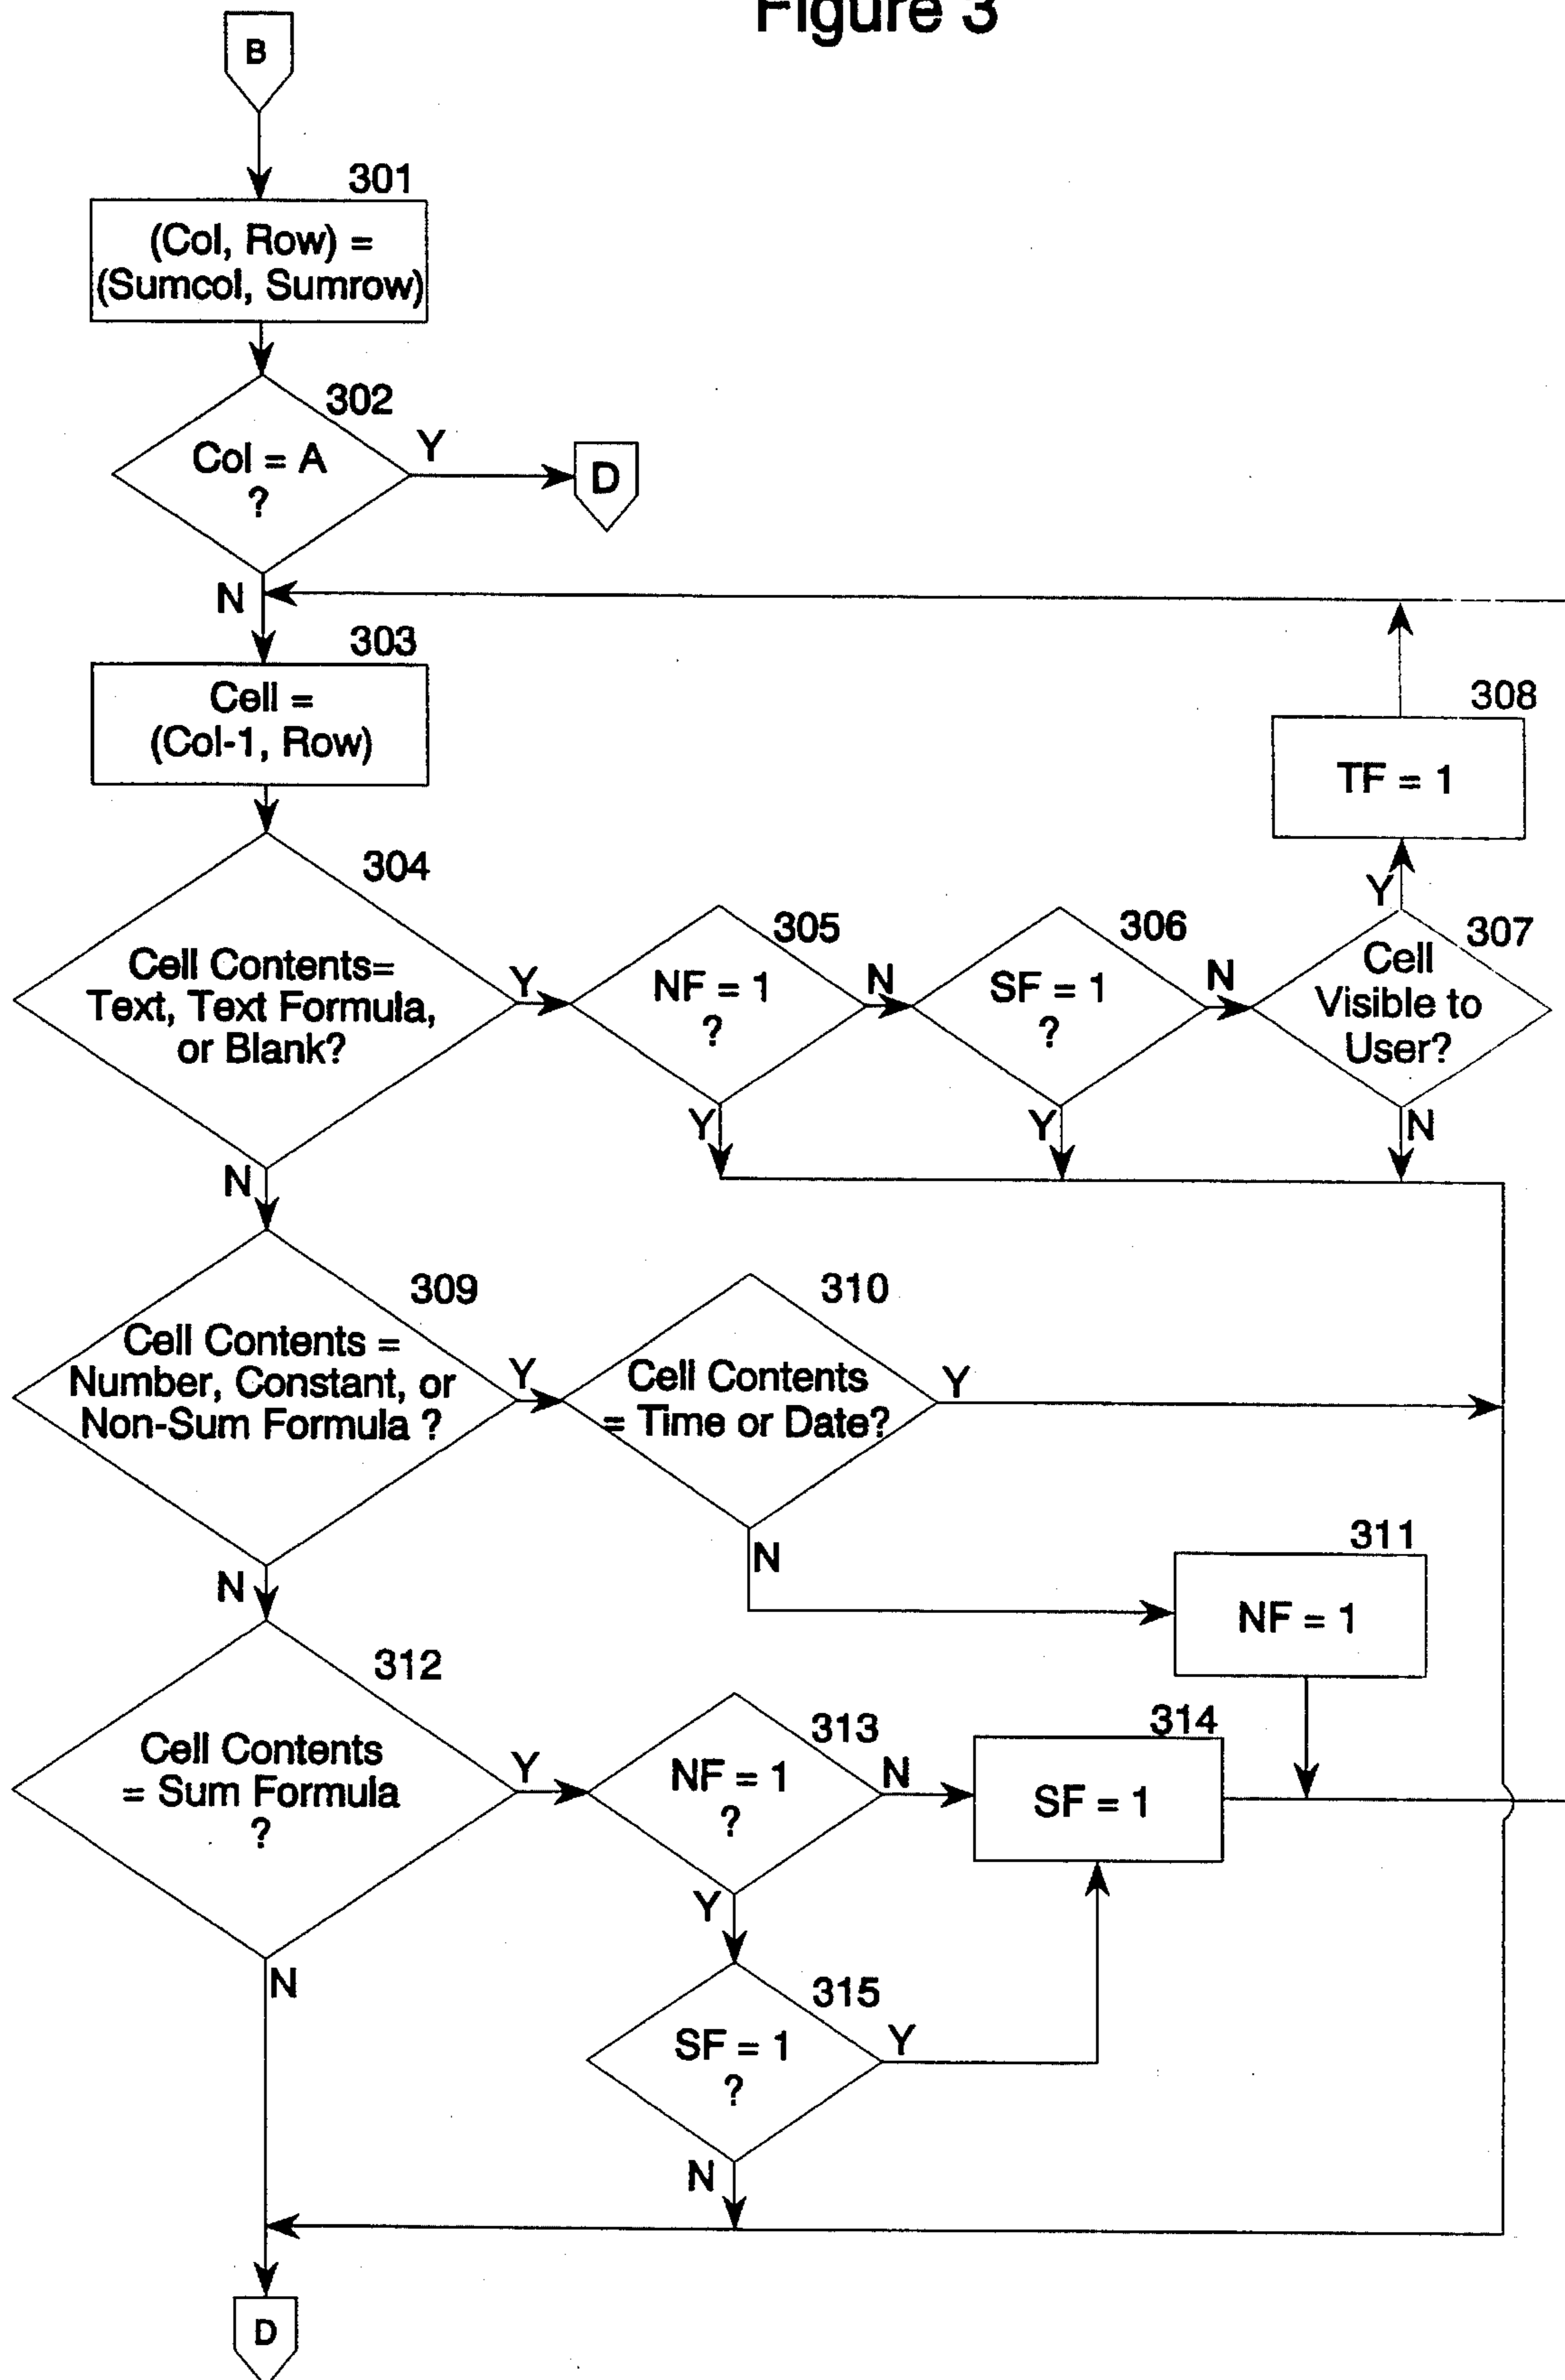 Figure 3
B
301
(Col, Row) =
(Sumcol, Sumrow)
302
Col = A
?
Y
D
N
303
Cell =
(Col-1, Row)
308
TF = 1
Y
304
Cell Contents=
Text, Text Formula,
or Blank?
Y
305
NF = 1
?
N
306
SF = 1
?
N
307
Cell
Visible to
User?
Y
Y
N
N
309
Cell Contents =
Number, Constant, or
Non-Sum Formula ?
Y
310
Cell Contents
= Time or Date?
Y
N
311
NF = 1
N
312
Cell Contents
= Sum Formula
?
Y
313
NF = 1
?
N
314
SF = 1
Y
N
315
SF = 1
?
Y
N
D